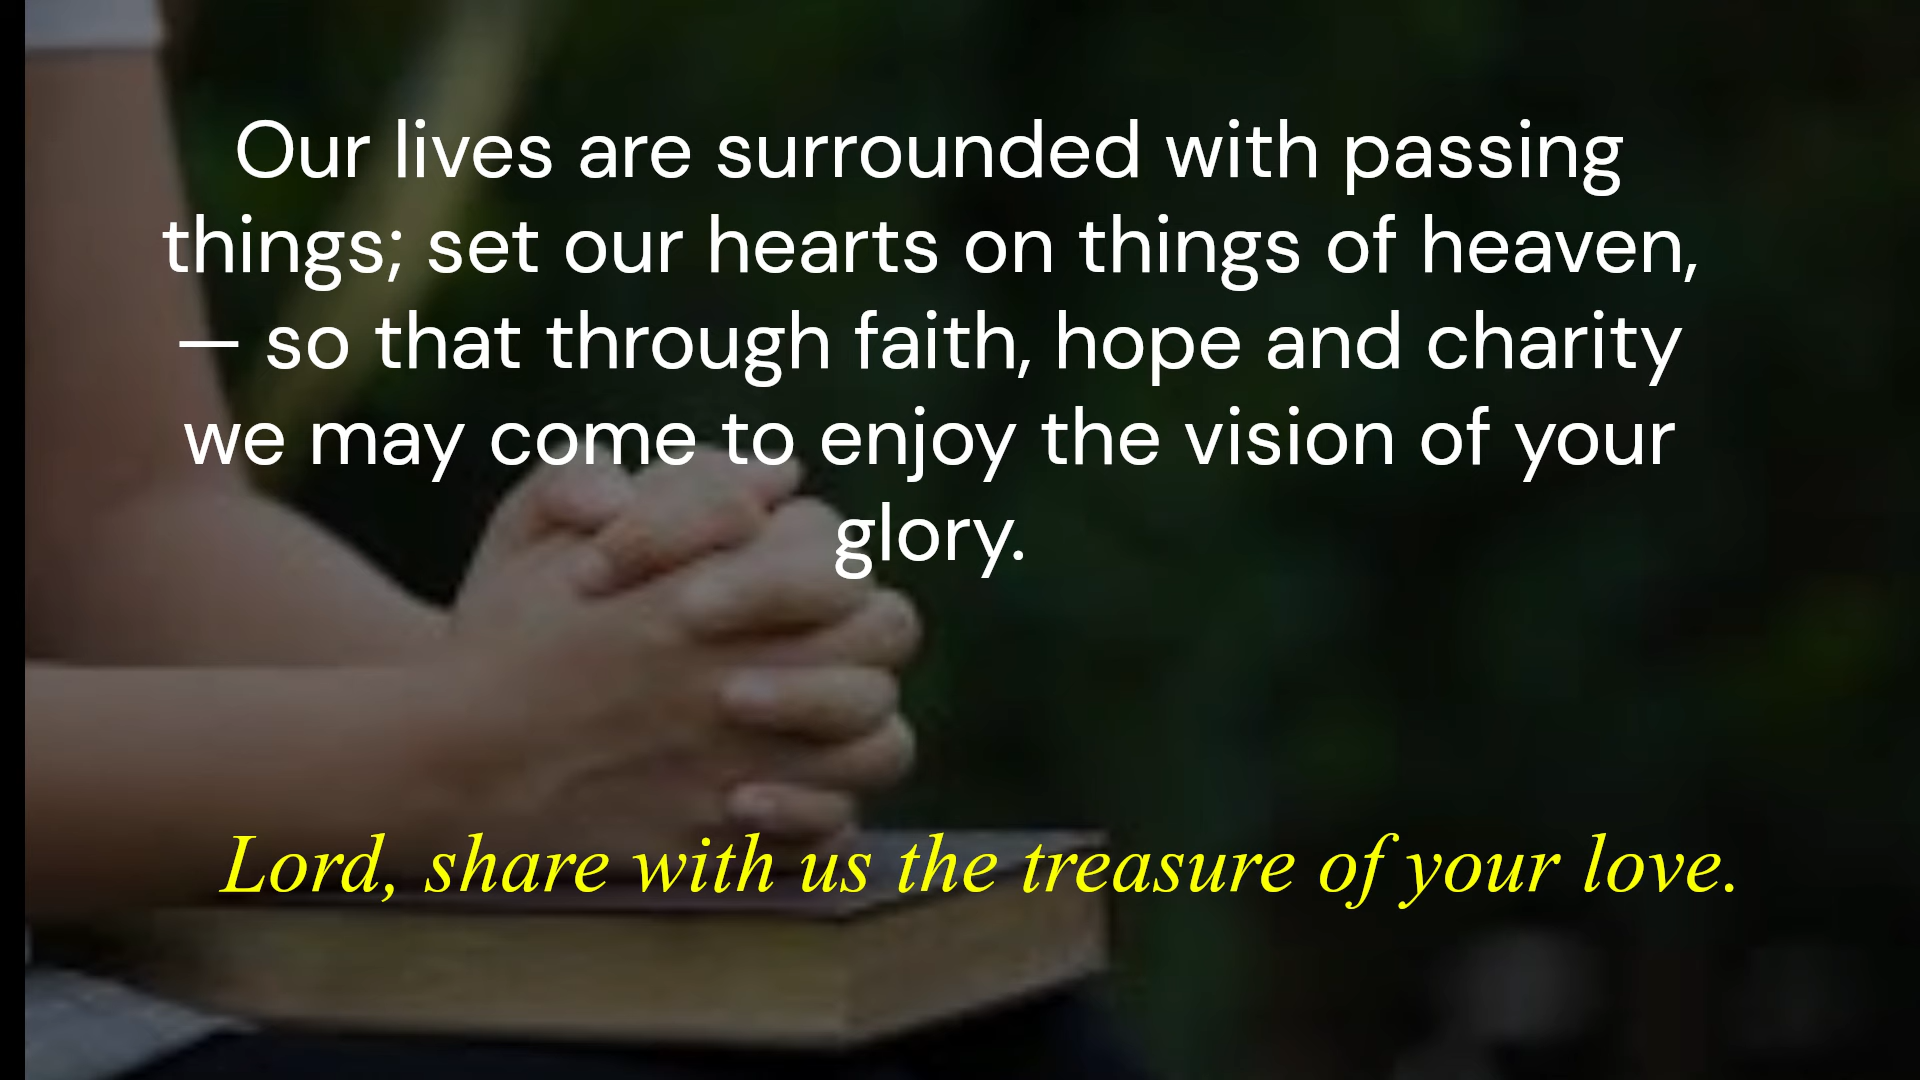 Our lives are surrounded with passing
things; set our hearts on things of heaven,
— so that through faith, hope and charity
we may come to enjoy the vision of your
glory.
Lord, share with us the treasure of your love.